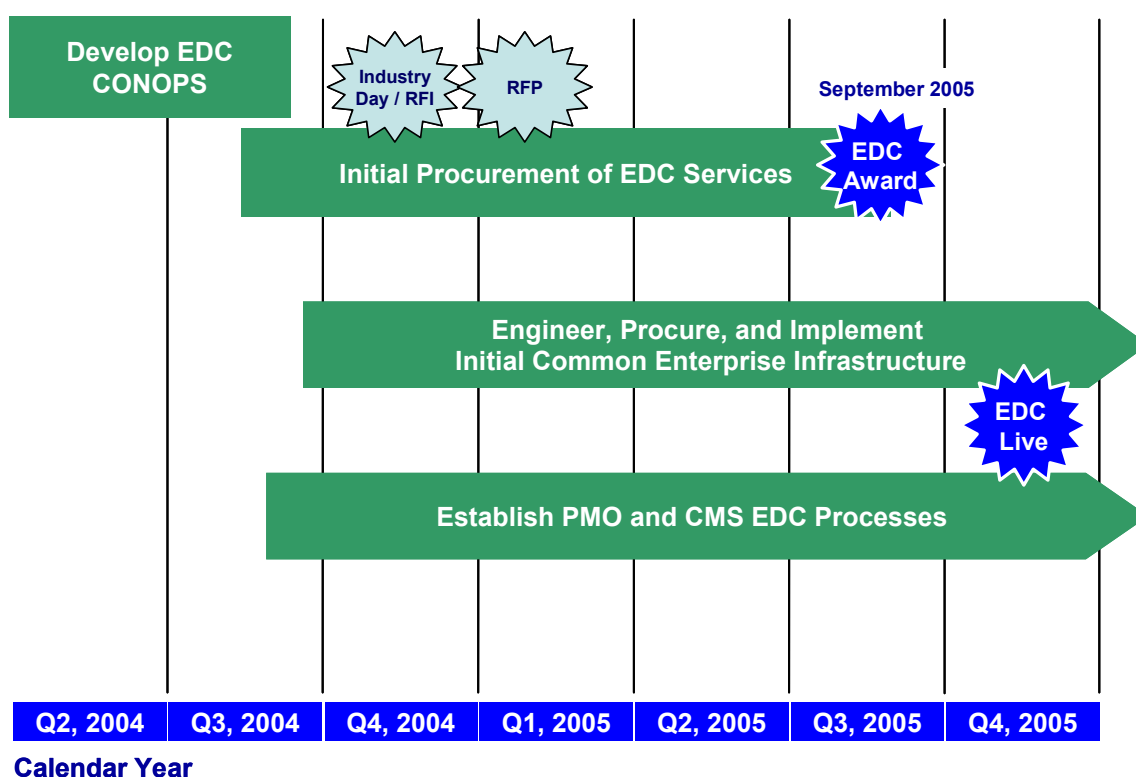 Develop EDC
CONOPS
Industry
Day / RFI
RFP
September 2005
EDC
Award
Initial Procurement of EDC Services
Engineer, Procure, and Implement
Initial Common Enterprise Infrastructure
EDC
Live
Establish PMO and CMS EDC Processes
Q2, 2004
Q3, 2004
Q4, 2004
Q1, 2005
Q2, 2005
Q3, 2005
Q4, 2005
Calendar Year